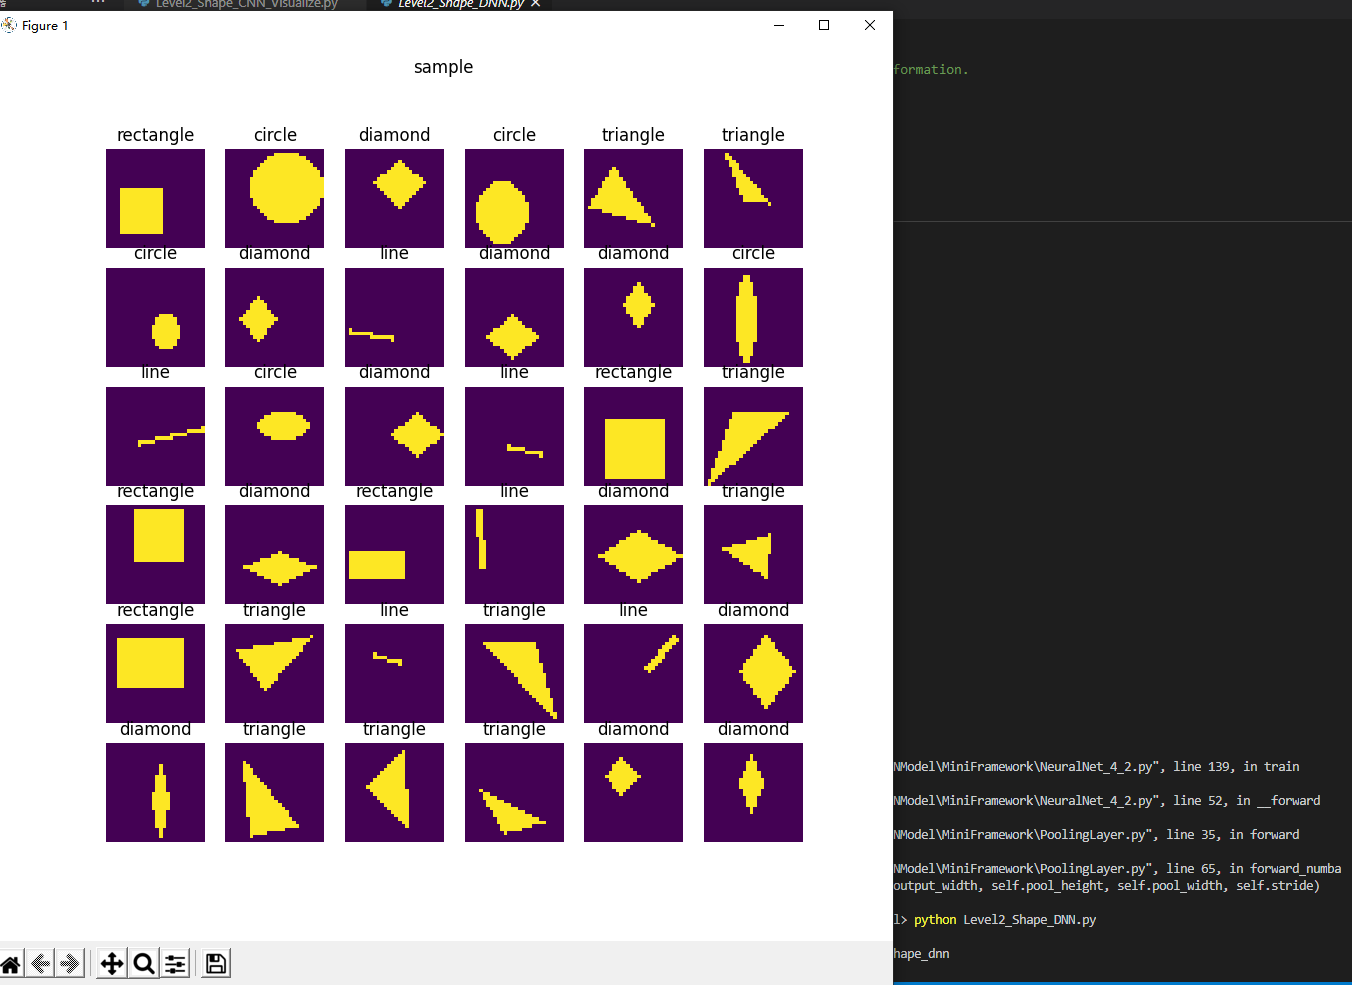 Level2_Shape_CNN_Visualize.py
Level2_Shape_DNN.py
Figure 1
formation.
sample
rectangle circle diamond circle triangle triangle
circle diamond line diamond diamond circle
line circle diamond line rectangle triangle
rectangle diamond rectangle line diamond triangle
rectangle triangle line triangle line diamond
diamond triangle triangle triangle diamond diamond
NModel\MiniFramework\NeuralNet_4_2.py", line 139, in train
NModel\MiniFramework\NeuralNet_4_2.py", line 52, in __forward
NModel\MiniFramework\PoolingLayer.py", line 35, in forward
NModel\MiniFramework\PoolingLayer.py", line 65, in forward_numba
output_width, self.pool_height, self.pool_width, self.stride)
l> python Level2_Shape_DNN.py
hape_dnn